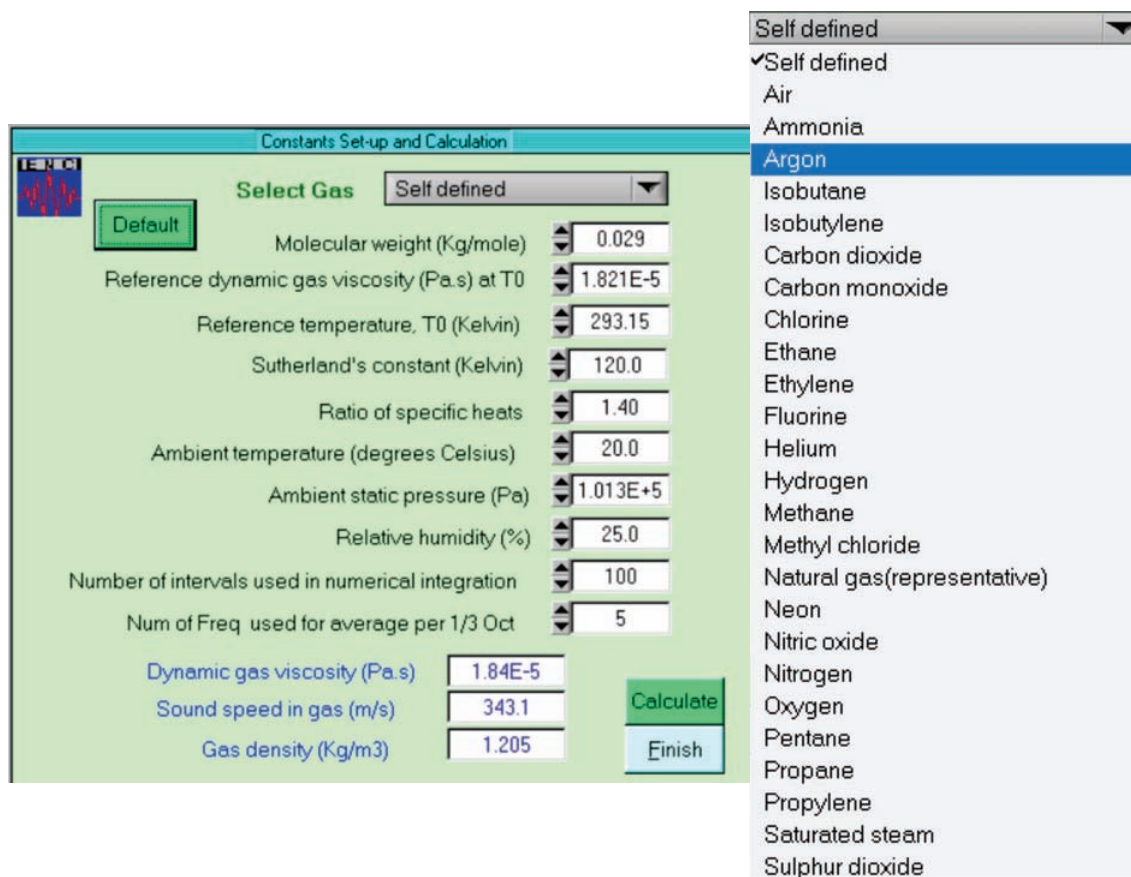 Constants Set-up and Calculation
ENC
Select Gas Self defined
Default
Molecular weight (Kg/mole) 0.029
Reference dynamic gas viscosity (Pa.s) at T0 1.821E-5
Reference temperature, T0 (Kelvin) 293.15
Sutherland's constant (Kelvin) 120.0
Ratio of specific heats 1.40
Ambient temperature (degrees Celsius) 20.0
Ambient static pressure (Pa) 1.013E+5
Relative humidity (%) 25.0
Number of intervals used in numerical integration 100
Num of Freq used for average per 1/3 Oct 5
Dynamic gas viscosity (Pa.s) 1.84E-5
Sound speed in gas (m/s) 343.1
Gas density (Kg/m3) 1.205
Calculate
Finish
Self defined
Self defined
Air
Ammonia
Argon
Isobutane
Isobutylene
Carbon dioxide
Carbon monoxide
Chlorine
Ethane
Ethylene
Fluorine
Helium
Hydrogen
Methane
Methyl chloride
Natural gas(representative)
Neon
Nitric oxide
Nitrogen
Oxygen
Pentane
Propane
Propylene
Saturated steam
Sulphur dioxide